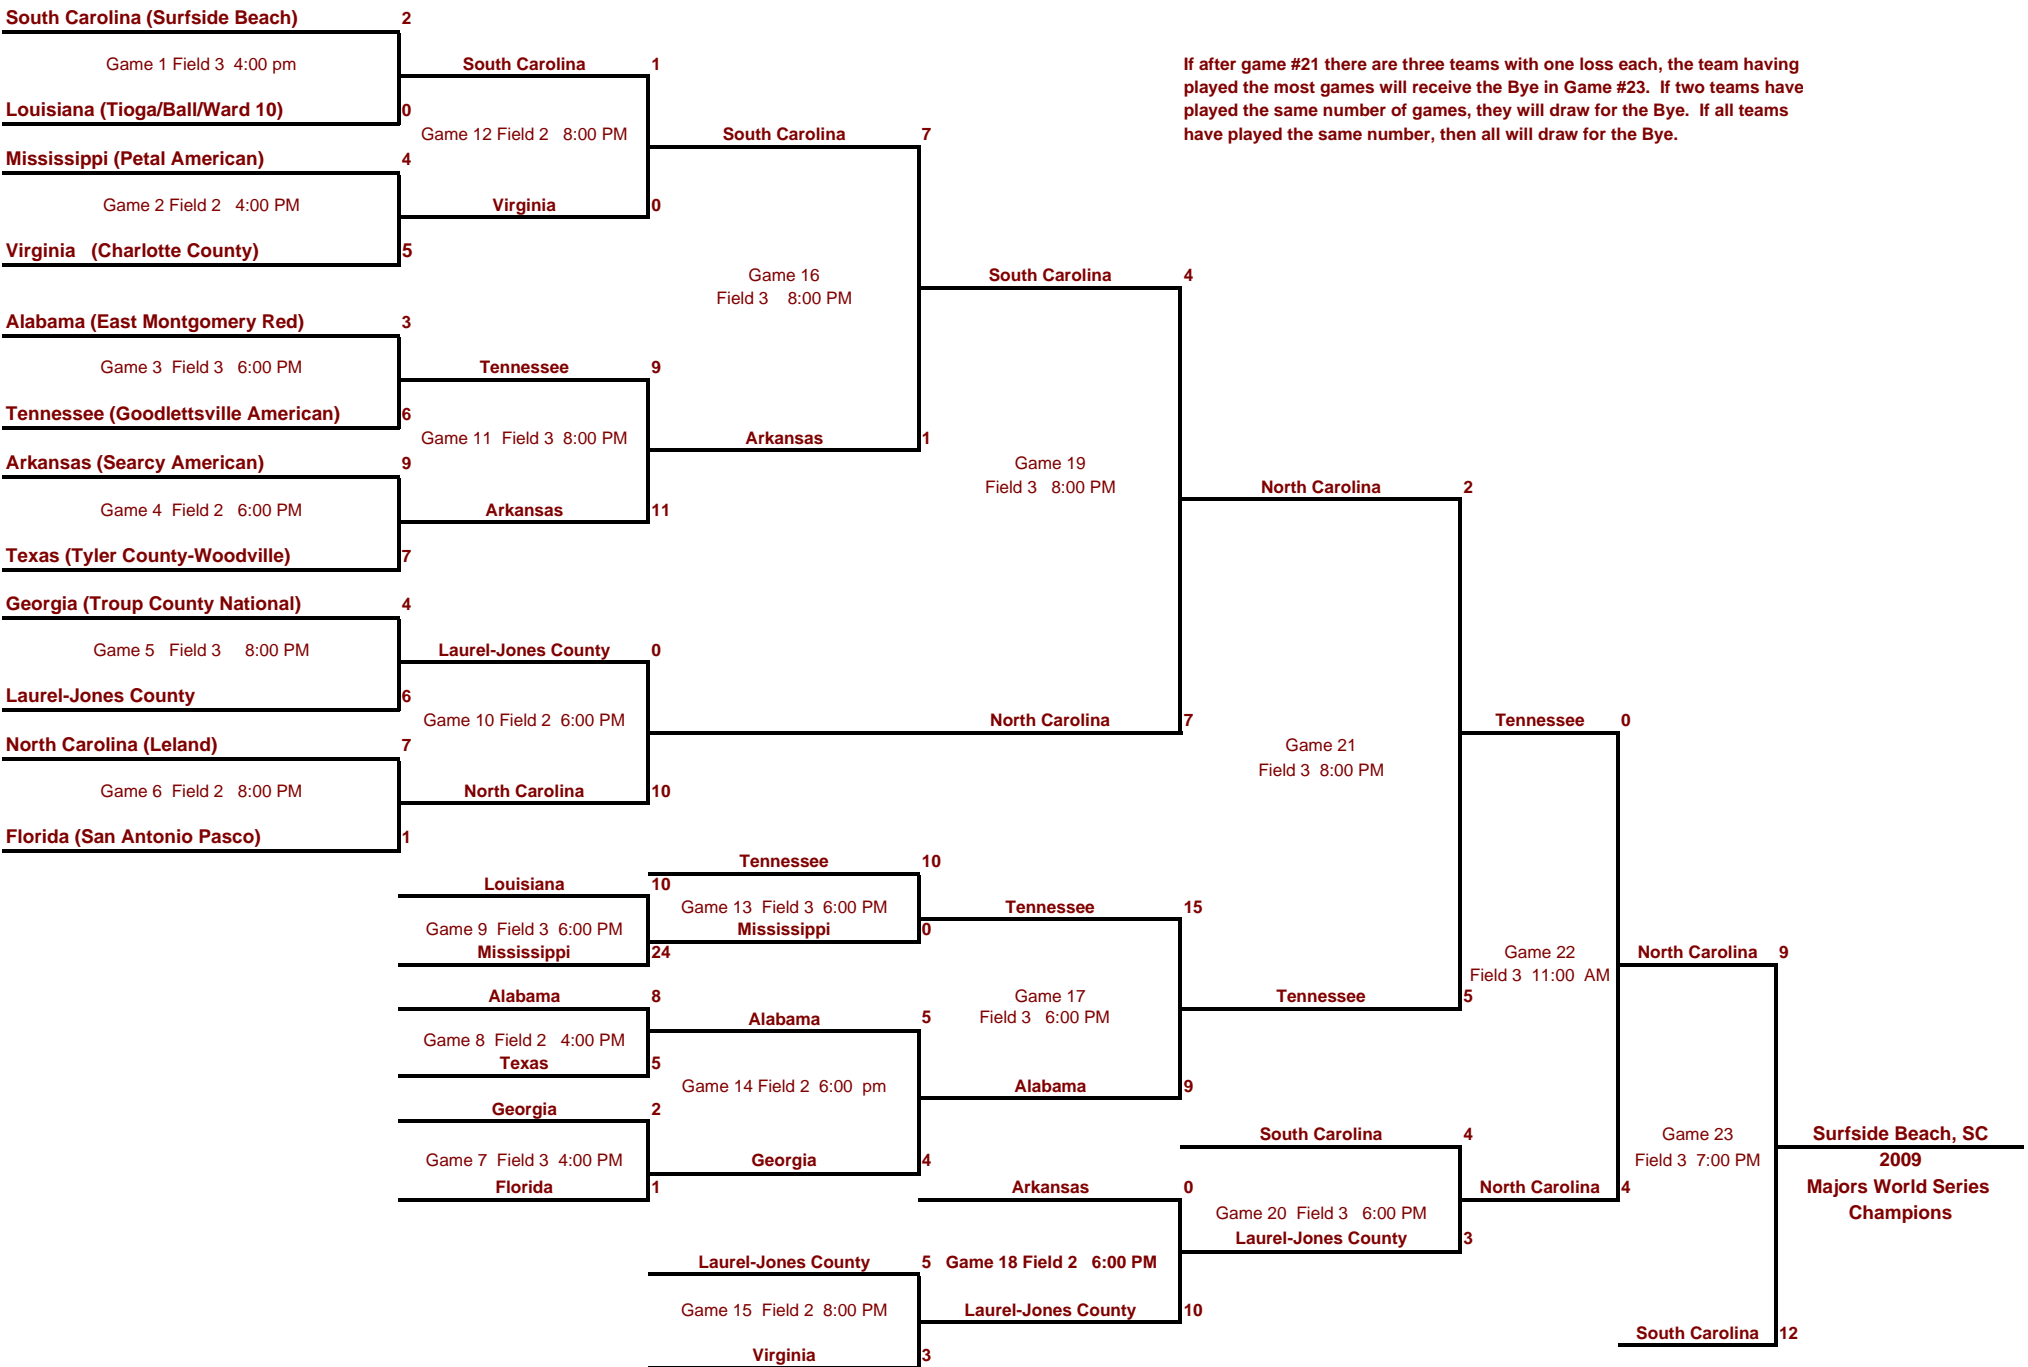 South Carolina (Surfside Beach) 2
Game 1 Field 3 4:00 pm
Louisiana (Tioga/Ball/Ward 10) 0
Mississippi (Petal American) 4
Game 2 Field 2 4:00 PM
Virginia (Charlotte County) 5
Alabama (East Montgomery Red) 3
Game 3 Field 3 6:00 PM
Tennessee (Goodlettsville American) 6
Arkansas (Searcy American) 9
Game 4 Field 2 6:00 PM
Texas (Tyler County-Woodville) 7
Georgia (Troup County National) 4
Game 5 Field 3 8:00 PM
Laurel-Jones County 6
North Carolina (Leland) 7
Game 6 Field 2 8:00 PM
Florida (San Antonio Pasco) 1
South Carolina 1
Game 12 Field 2 8:00 PM
Virginia 0
Tennessee 9
Game 11 Field 3 8:00 PM
Arkansas 11
Laurel-Jones County 0
Game 10 Field 2 6:00 PM
North Carolina 10
Louisiana 10
Game 9 Field 3 6:00 PM
Mississippi 24
Alabama 8
Game 8 Field 2 4:00 PM
Texas 5
Georgia 2
Game 7 Field 3 4:00 PM
Florida 1
South Carolina 7
Game 16
Field 3 8:00 PM
Arkansas 1
Tennessee 10
Game 13 Field 3 6:00 PM
Mississippi 0
Alabama 5
Game 14 Field 2 6:00 pm
Georgia 4
Laurel-Jones County 5
Game 15 Field 2 8:00 PM
Virginia 3
South Carolina 4
Game 19
Field 3 8:00 PM
North Carolina 7
Tennessee 15
Game 17
Field 3 6:00 PM
Alabama 9
Arkansas 0
Game 18 Field 2 6:00 PM
Laurel-Jones County 10
If after game #21 there are three teams with one loss each, the team having
played the most games will receive the Bye in Game #23. If two teams have
played the same number of games, they will draw for the Bye. If all teams
have played the same number, then all will draw for the Bye.
North Carolina 2
Game 21
Field 3 8:00 PM
Tennessee 5
South Carolina 4
Game 20 Field 3 6:00 PM
Laurel-Jones County 3
Tennessee 0
Game 22
Field 3 11:00 AM
North Carolina 4
North Carolina 9
Game 23
Field 3 7:00 PM
South Carolina 12
Surfside Beach, SC
2009
Majors World Series
Champions